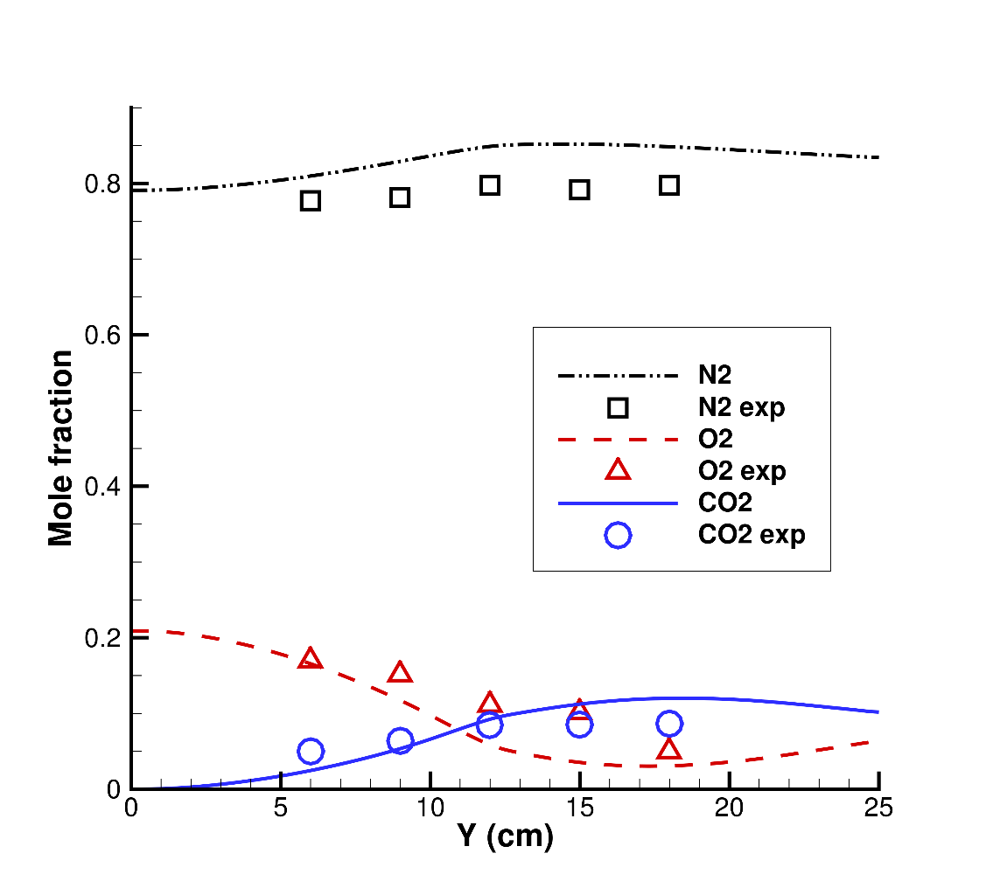 0.8
0.6
0.4
0.2
0
Mole fraction
N2
N2 exp
O2
O2 exp
CO2
CO2 exp
0 5 10 15 20 25
Y (cm)